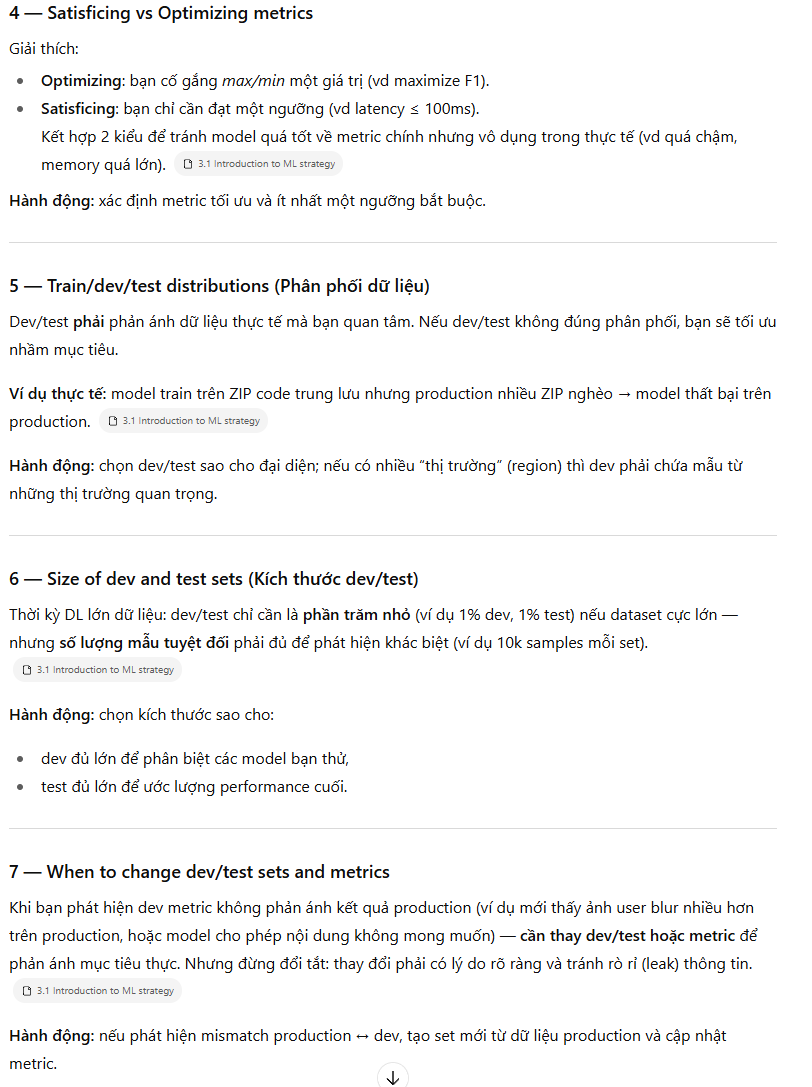 4 — Satisficing vs Optimizing metrics
Giải thích:
Optimizing: bạn cố gắng max/min một giá trị (vd maximize F1).
Satisficing: bạn chỉ cần đạt một ngưỡng (vd latency ≤ 100ms).
Kết hợp 2 kiểu để tránh model quá tốt về metric chính nhưng vô dụng trong thực tế (vd quá chậm,
memory quá lớn). 3.1 Introduction to ML strategy
Hành động: xác định metric tối ưu và ít nhất một ngưỡng bắt buộc.
5 — Train/dev/test distributions (Phân phối dữ liệu)
Dev/test phải phản ánh dữ liệu thực tế mà bạn quan tâm. Nếu dev/test không đúng phân phối, bạn sẽ tối ưu
nhầm mục tiêu.
Ví dụ thực tế: model train trên ZIP code trung lưu nhưng production nhiều ZIP nghèo → model thất bại trên
production. 3.1 Introduction to ML strategy
Hành động: chọn dev/test sao cho đại diện; nếu có nhiều “thị trường” (region) thì dev phải chứa mẫu từ
những thị trường quan trọng.
6 — Size of dev and test sets (Kích thước dev/test)
Thời kỳ DL lớn dữ liệu: dev/test chỉ cần là phần trăm nhỏ (ví dụ 1% dev, 1% test) nếu dataset cực lớn —
nhưng số lượng mẫu tuyệt đối phải đủ để phát hiện khác biệt (ví dụ 10k samples mỗi set).
3.1 Introduction to ML strategy
Hành động: chọn kích thước sao cho:
dev đủ lớn để phân biệt các model bạn thử,
test đủ lớn để ước lượng performance cuối.
7 — When to change dev/test sets and metrics
Khi bạn phát hiện dev metric không phản ánh kết quả production (ví dụ mới thấy ảnh user blur nhiều hơn
trên production, hoặc model cho phép nội dung không mong muốn) — cần thay dev/test hoặc metric để
phản ánh mục tiêu thực. Nhưng đừng đổi tắt: thay đổi phải có lý do rõ ràng và tránh rò rỉ (leak) thông tin.
3.1 Introduction to ML strategy
Hành động: nếu phát hiện mismatch production ↔ dev, tạo set mới từ dữ liệu production và cập nhật
metric.